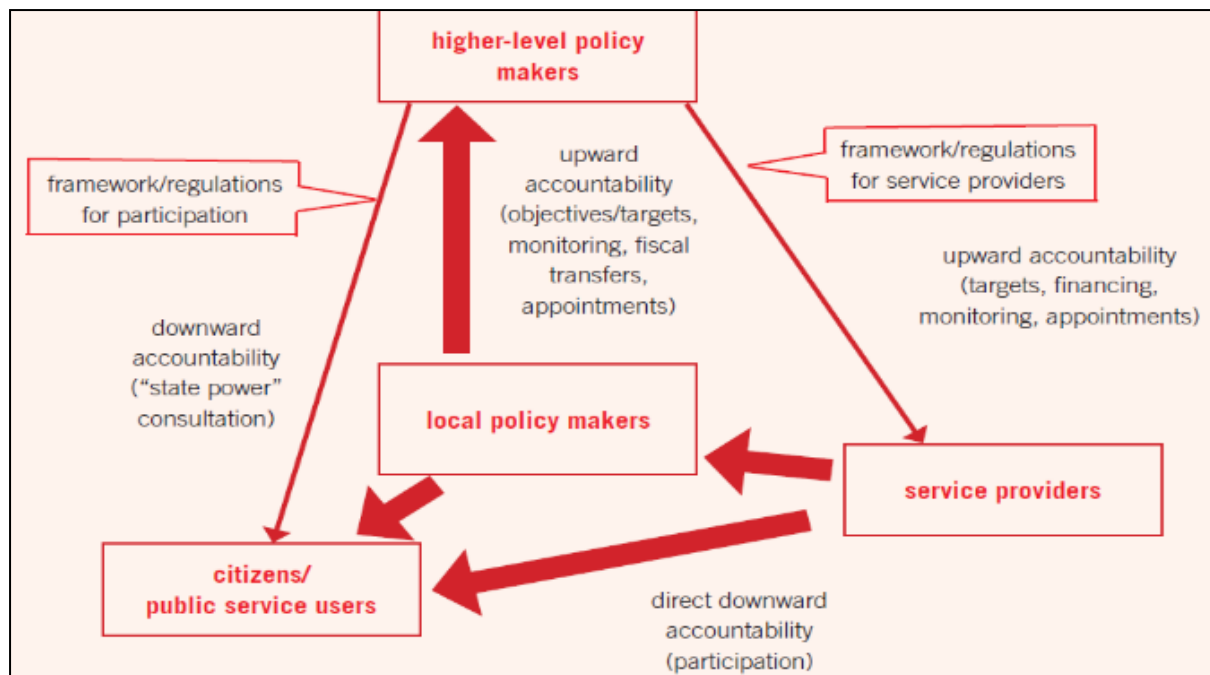 higher-level policy
makers
framework/regulations
for participation
upward
accountability
(objectives/targets,
monitoring, fiscal
transfers,
appointments)
framework/regulations
for service providers
upward accountability
(targets, financing,
monitoring, appointments)
downward
accountability
(“state power”
consultation)
local policy makers
service providers
citizens/
public service users
direct downward
accountability
(participation)